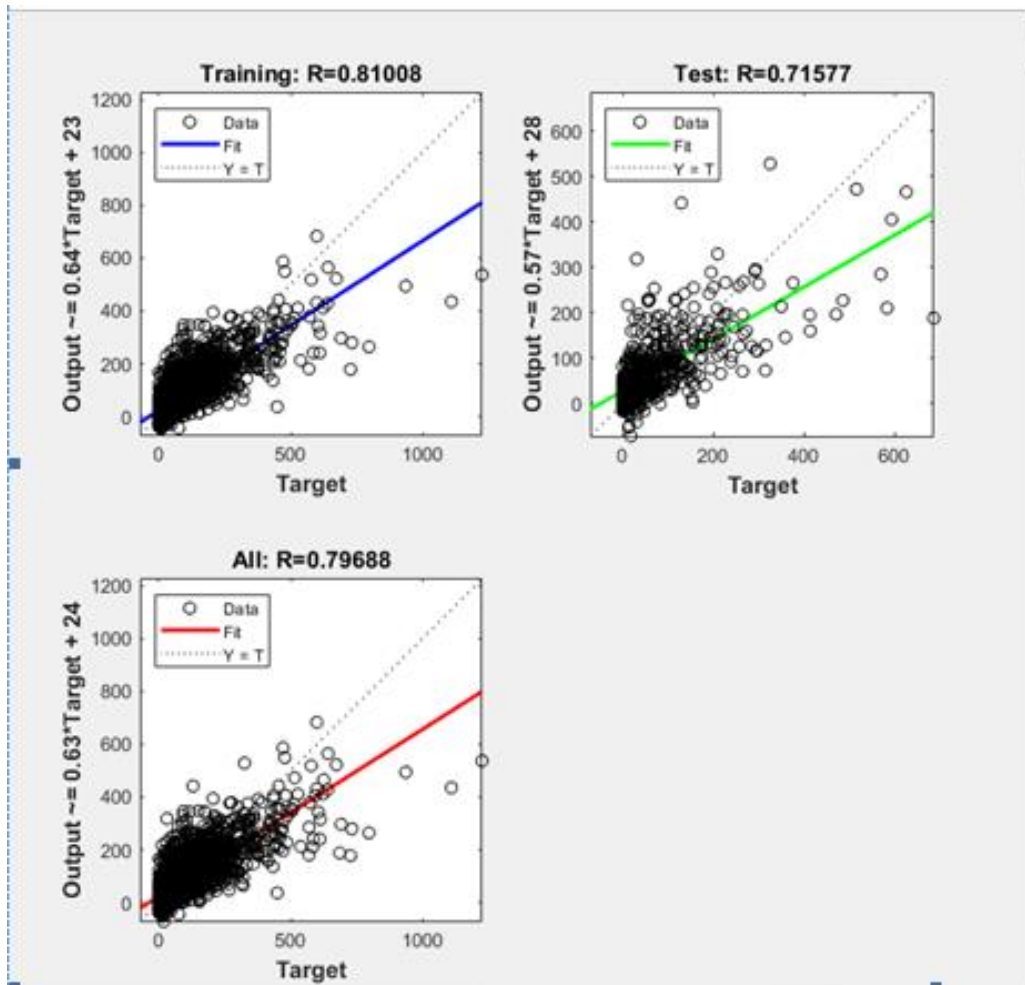 Training: R=0.81008
Output ~= 0.64*Target + 23
1200
1000
800
600
400
200
0
Data
Fit
Y = T
0
500
1000
Target
Test: R=0.71577
Output ~= 0.57*Target + 28
600
500
400
300
200
100
0
Data
Fit
Y = T
0
200
400
600
Target
All: R=0.79688
Output ~= 0.63*Target + 24
1200
1000
800
600
400
200
0
Data
Fit
Y = T
0
500
1000
Target